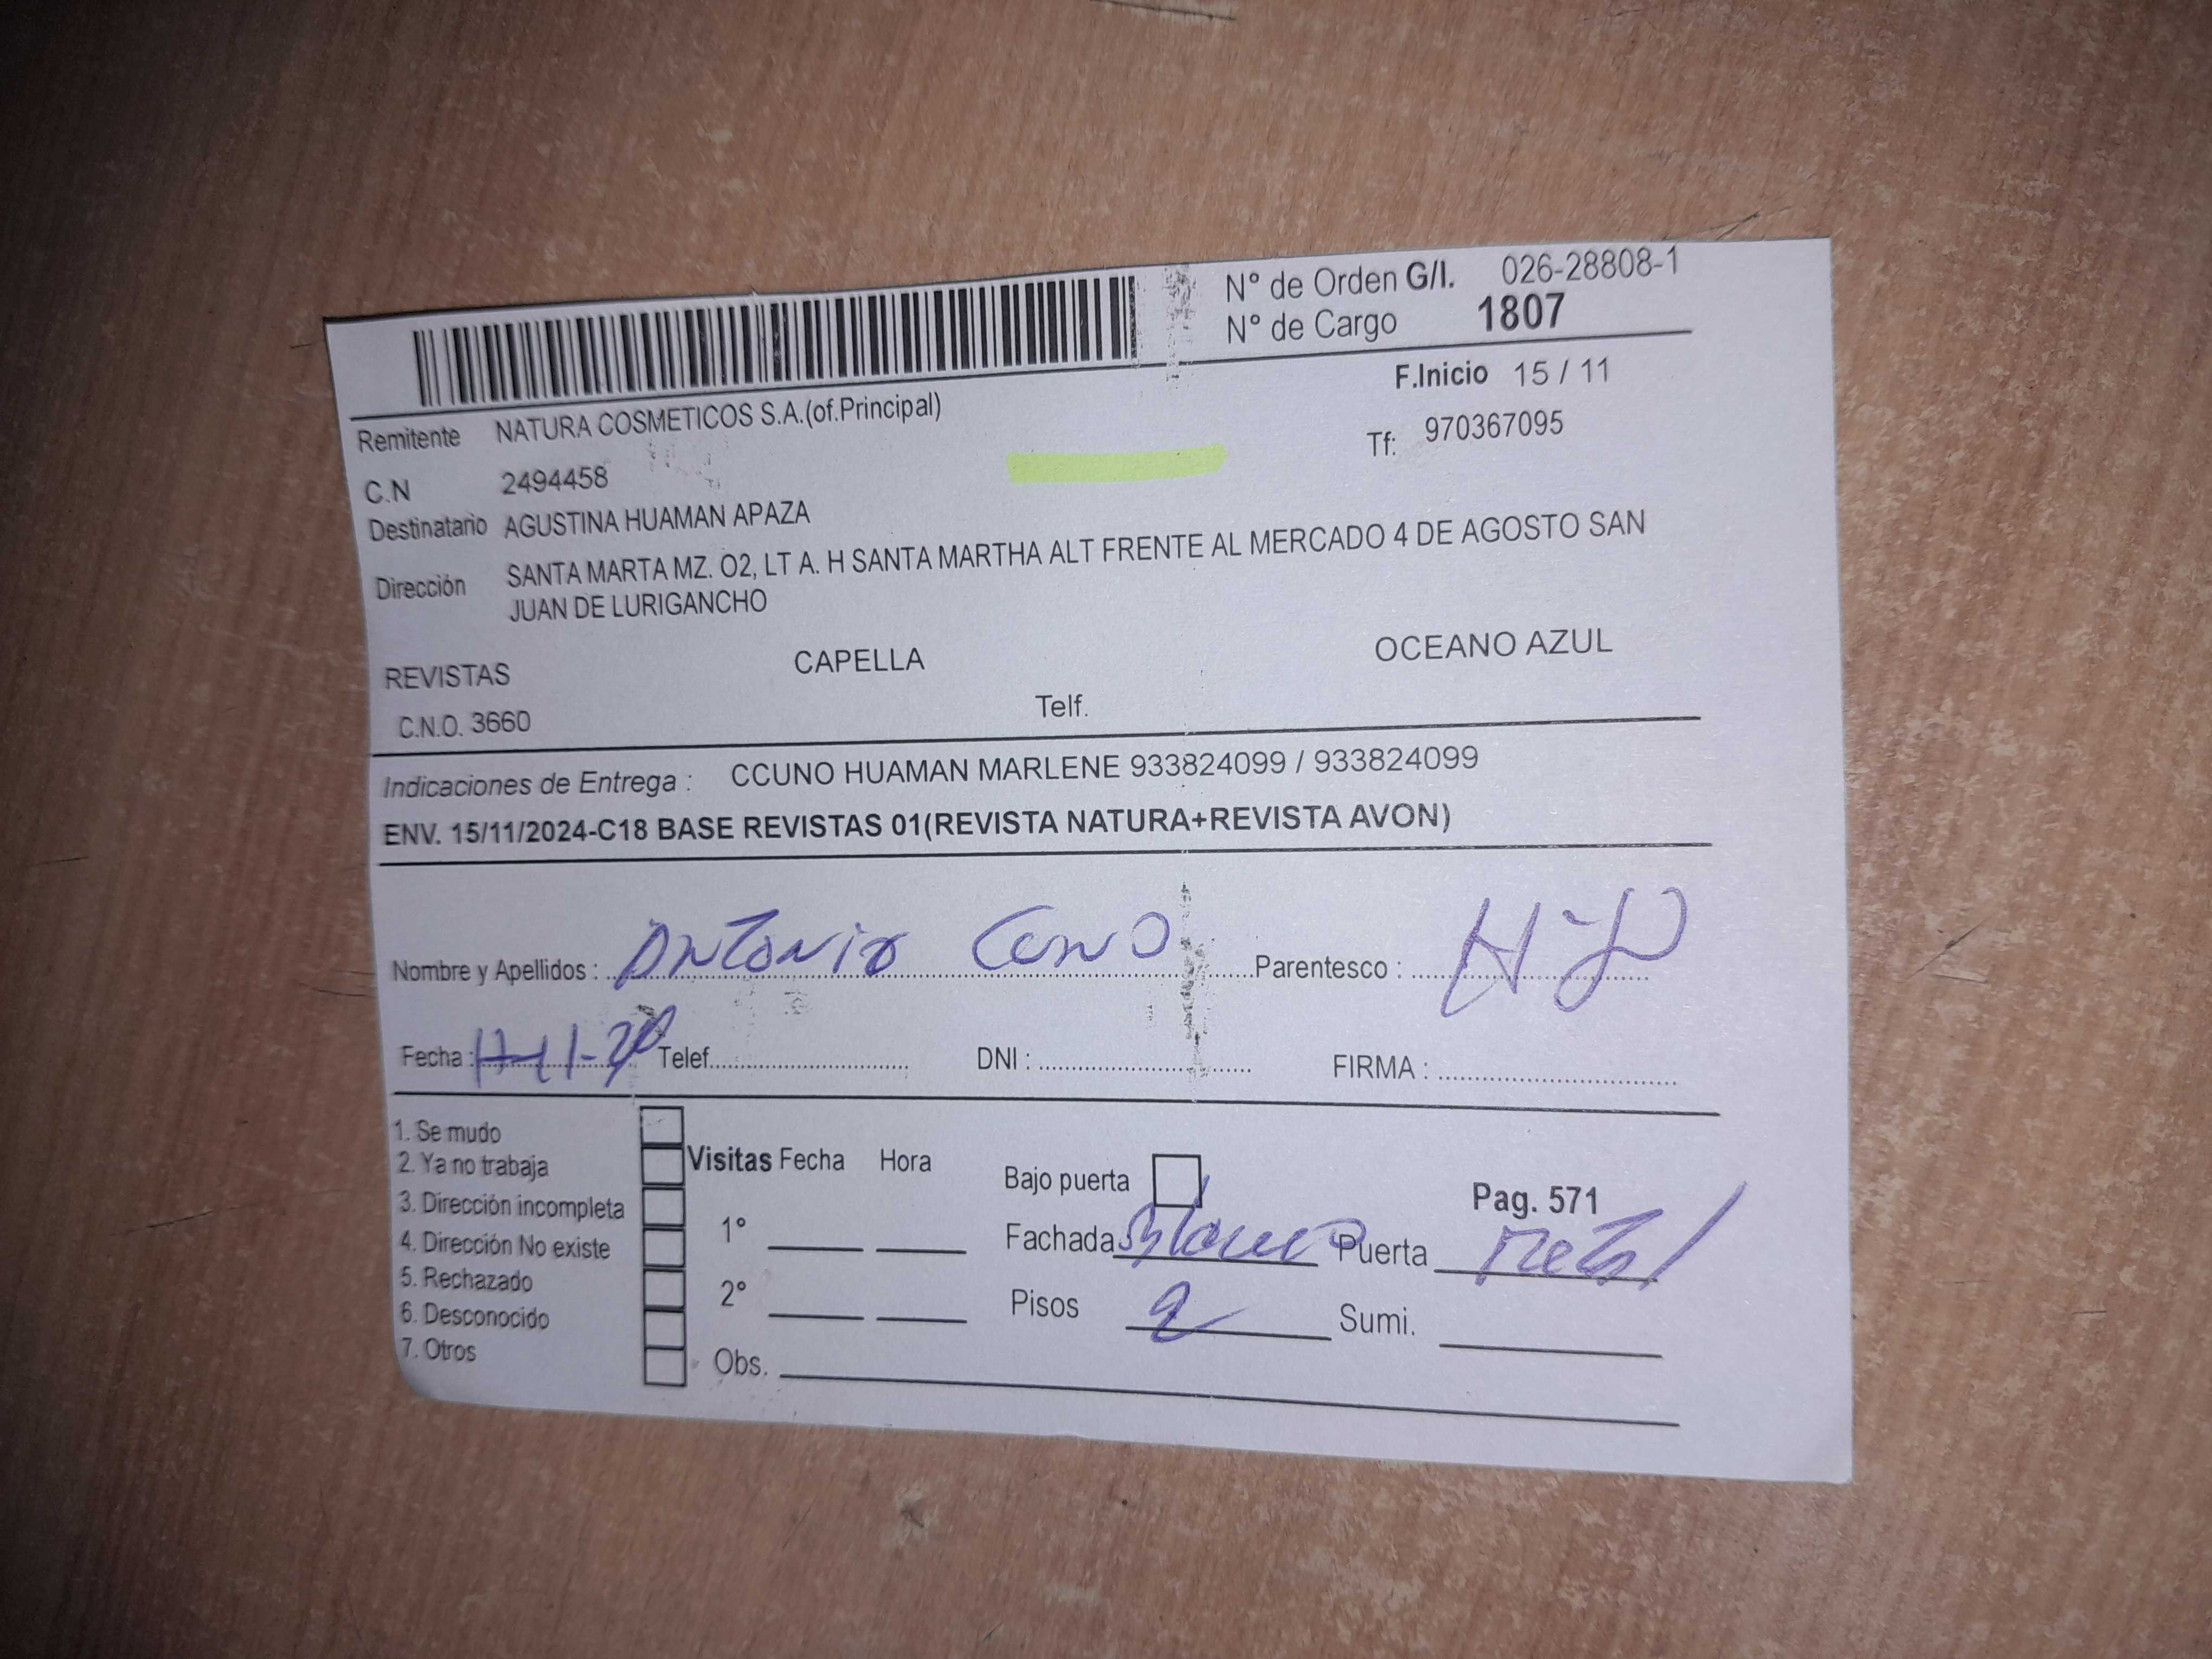 N° de Orden G/I. 026-28808-1
N° de Cargo 1807
F.Inicio 15 / 11
Remitente NATURA COSMETICOS S.A.(of.Principal)
Tf: 970367095
C.N 2494458
Destinatario AGUSTINA HUAMAN APAZA
Dirección SANTA MARTA MZ. O2, LT A. H SANTA MARTHA ALT FRENTE AL MERCADO 4 DE AGOSTO SAN
JUAN DE LURIGANCHO
REVISTAS CAPELLA OCEANO AZUL
C.N.O. 3660 Telf.
Indicaciones de Entrega : CCUNO HUAMAN MARLENE 933824099 / 933824099
ENV. 15/11/2024-C18 BASE REVISTAS 01(REVISTA NATURA+REVISTA AVON)
Nombre y Apellidos : Antonio Parentesco :
Fecha : Telef. DNI : FIRMA :
1. Se mudo
2. Ya no trabaja
3. Dirección incompleta
4. Dirección No existe
5. Rechazado
6. Desconocido
7. Otros
Visitas Fecha Hora
1°
2°
Obs.
Bajo puerta Pag. 571
Fachada Puerta Metal
Pisos 2 Sumi.